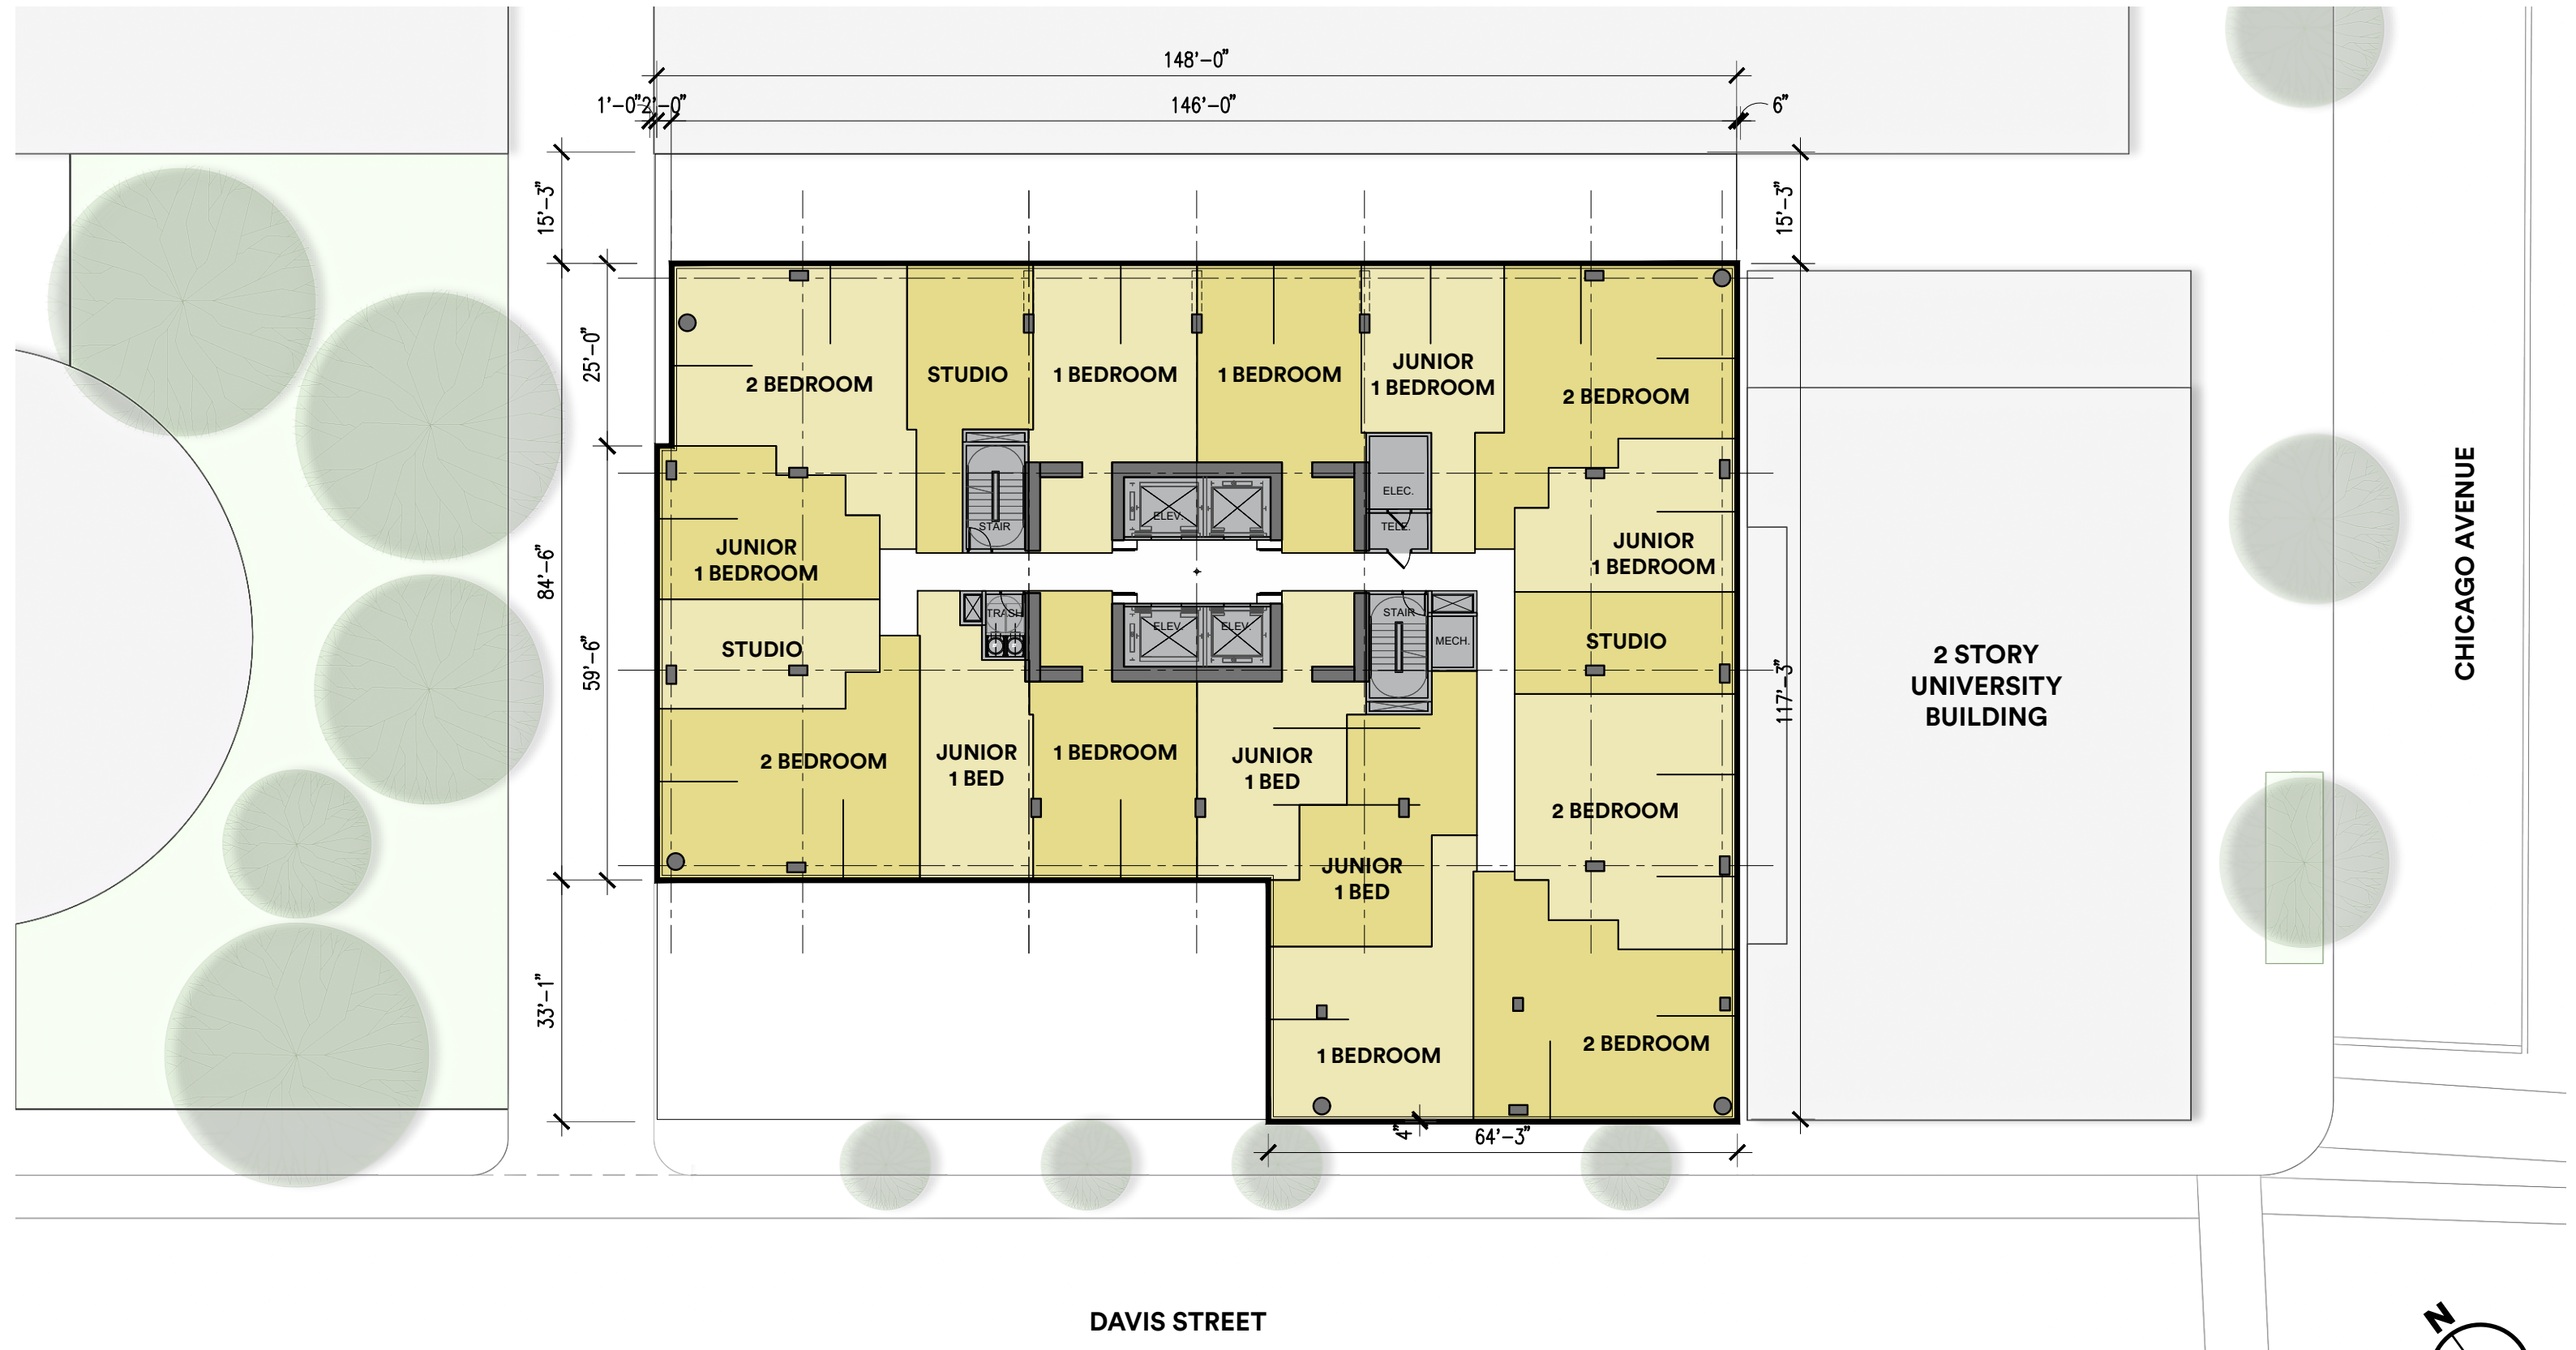 148'-0"
1'-0"
2'-0"
146'-0"
6"
15'-3"
15'-3"
25'-0"
84'-6"
59'-6"
33'-1"
117'-3"
2 BEDROOM
STUDIO
1 BEDROOM
1 BEDROOM
JUNIOR
1 BEDROOM
2 BEDROOM
STAIR
ELEV.
ELEC.
TELE.
JUNIOR
1 BEDROOM
JUNIOR
1 BEDROOM
STUDIO
TRASH
ELEV.
ELEV.
STAIR
MECH.
STUDIO
2 BEDROOM
JUNIOR
1 BED
1 BEDROOM
JUNIOR
1 BED
2 BEDROOM
JUNIOR
1 BED
1 BEDROOM
2 BEDROOM
4"
64'-3"
2 STORY
UNIVERSITY
BUILDING
CHICAGO AVENUE
DAVIS STREET
N